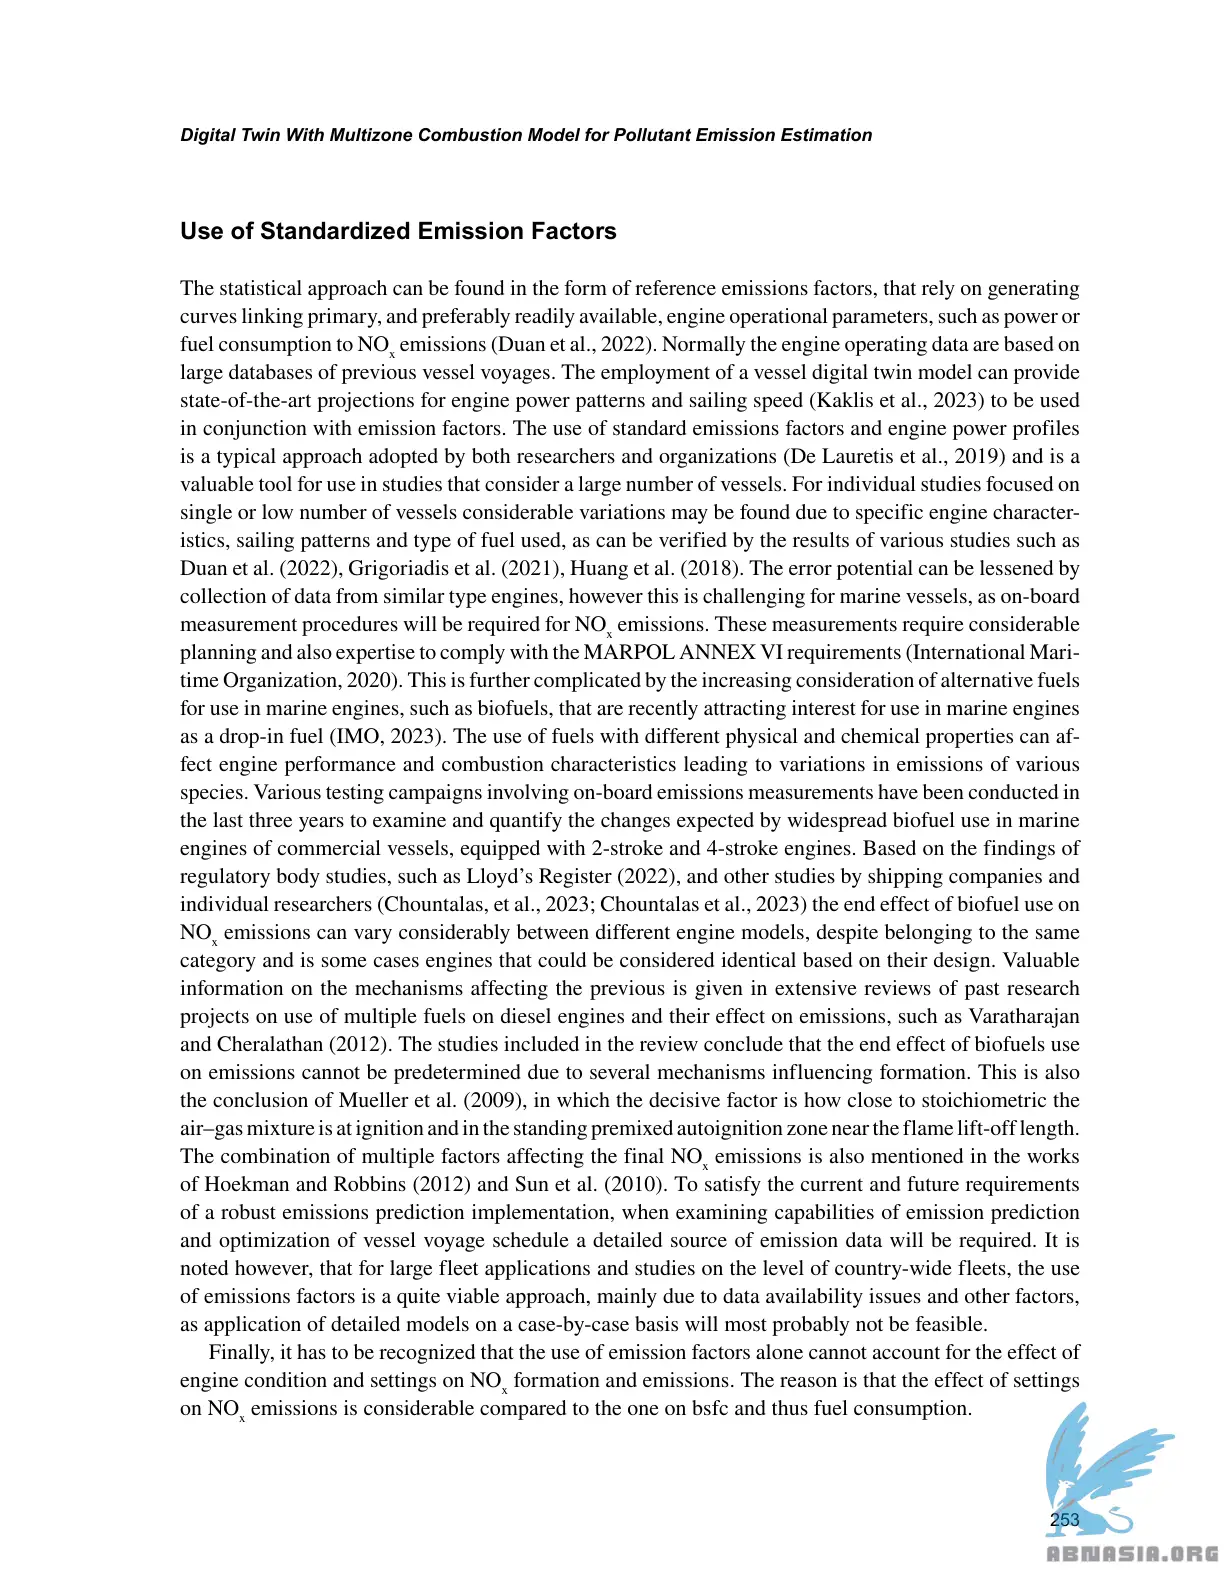 Digital Twin With Multizone Combustion Model for Pollutant Emission Estimation
Use of Standardized Emission Factors
The statistical approach can be found in the form of reference emissions factors, that rely on generating
curves linking primary, and preferably readily available, engine operational parameters, such as power or
fuel consumption to NOx emissions (Duan et al., 2022). Normally the engine operating data are based on
large databases of previous vessel voyages. The employment of a vessel digital twin model can provide
state-of-the-art projections for engine power patterns and sailing speed (Kaklis et al., 2023) to be used
in conjunction with emission factors. The use of standard emissions factors and engine power profiles
is a typical approach adopted by both researchers and organizations (De Lauretis et al., 2019) and is a
valuable tool for use in studies that consider a large number of vessels. For individual studies focused on
single or low number of vessels considerable variations may be found due to specific engine character-
istics, sailing patterns and type of fuel used, as can be verified by the results of various studies such as
Duan et al. (2022), Grigoriadis et al. (2021), Huang et al. (2018). The error potential can be lessened by
collection of data from similar type engines, however this is challenging for marine vessels, as on-board
measurement procedures will be required for NOx emissions. These measurements require considerable
planning and also expertise to comply with the MARPOL ANNEX VI requirements (International Mari-
time Organization, 2020). This is further complicated by the increasing consideration of alternative fuels
for use in marine engines, such as biofuels, that are recently attracting interest for use in marine engines
as a drop-in fuel (IMO, 2023). The use of fuels with different physical and chemical properties can af-
fect engine performance and combustion characteristics leading to variations in emissions of various
species. Various testing campaigns involving on-board emissions measurements have been conducted in
the last three years to examine and quantify the changes expected by widespread biofuel use in marine
engines of commercial vessels, equipped with 2-stroke and 4-stroke engines. Based on the findings of
regulatory body studies, such as Lloyd’s Register (2022), and other studies by shipping companies and
individual researchers (Chountalas, et al., 2023; Chountalas et al., 2023) the end effect of biofuel use on
NOx emissions can vary considerably between different engine models, despite belonging to the same
category and is some cases engines that could be considered identical based on their design. Valuable
information on the mechanisms affecting the previous is given in extensive reviews of past research
projects on use of multiple fuels on diesel engines and their effect on emissions, such as Varatharajan
and Cheralathan (2012). The studies included in the review conclude that the end effect of biofuels use
on emissions cannot be predetermined due to several mechanisms influencing formation. This is also
the conclusion of Mueller et al. (2009), in which the decisive factor is how close to stoichiometric the
air–gas mixture is at ignition and in the standing premixed autoignition zone near the flame lift-off length.
The combination of multiple factors affecting the final NOx emissions is also mentioned in the works
of Hoekman and Robbins (2012) and Sun et al. (2010). To satisfy the current and future requirements
of a robust emissions prediction implementation, when examining capabilities of emission prediction
and optimization of vessel voyage schedule a detailed source of emission data will be required. It is
noted however, that for large fleet applications and studies on the level of country-wide fleets, the use
of emissions factors is a quite viable approach, mainly due to data availability issues and other factors,
as application of detailed models on a case-by-case basis will most probably not be feasible.
Finally, it has to be recognized that the use of emission factors alone cannot account for the effect of
engine condition and settings on NOx formation and emissions. The reason is that the effect of settings
on NOx emissions is considerable compared to the one on bsfc and thus fuel consumption.
253
ABNASIA.ORG